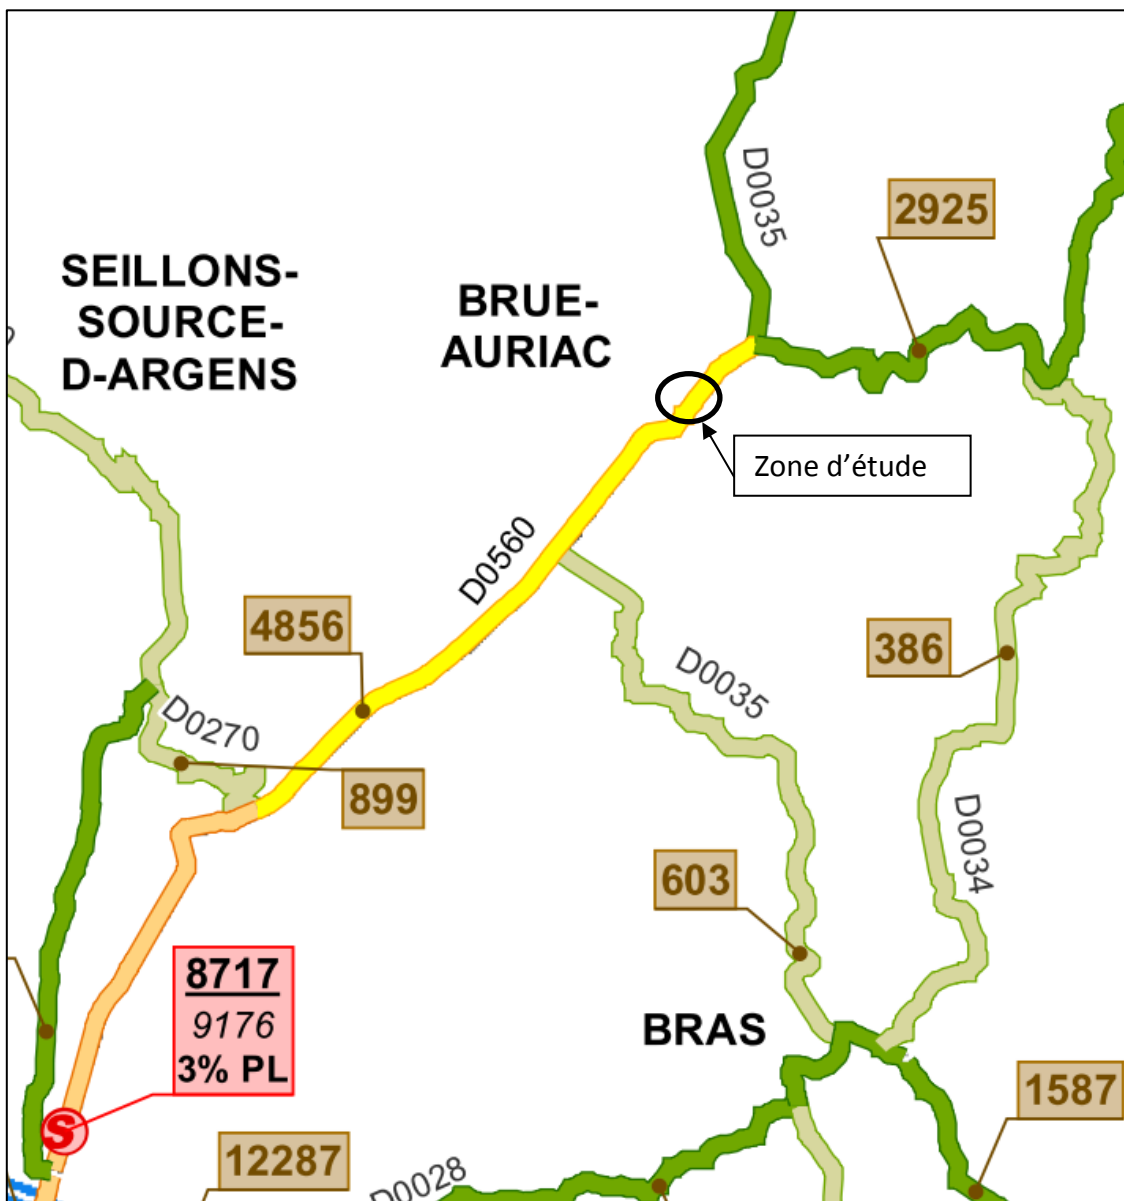 D0035
2925
SEILLONS-
SOURCE-
D-ARGENS
BRUE-
AURIAC
Zone d'étude
D0560
4856
386
D0035
D0270
899
D0034
603
8717
9176
3% PL
S
BRAS
1587
12287
D0028